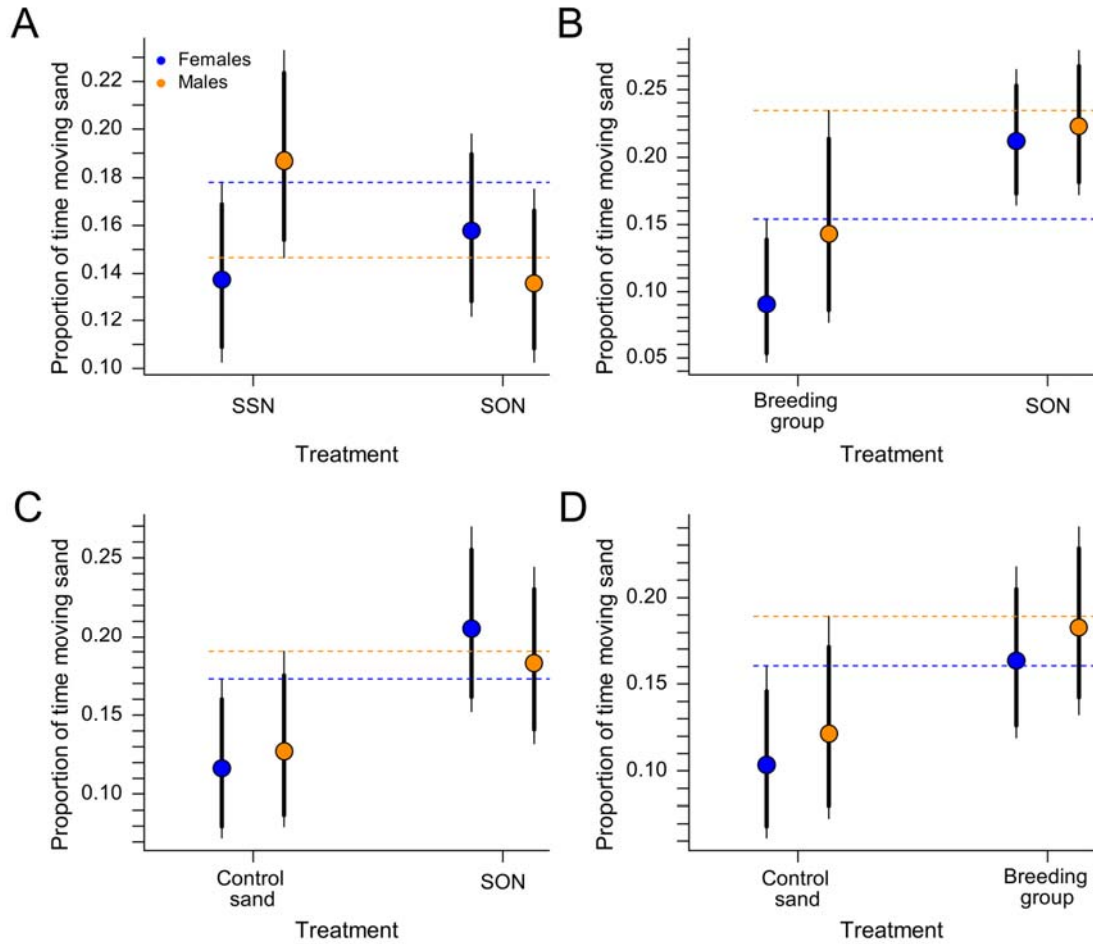 A
Females
Males
Proportion of time moving sand
0.22
0.20
0.18
0.16
0.14
0.12
0.10
SSN
SON
Treatment
B
Proportion of time moving sand
0.25
0.20
0.15
0.10
0.05
Breeding
group
SON
Treatment
C
Proportion of time moving sand
0.25
0.20
0.15
0.10
Control
sand
SON
Treatment
D
Proportion of time moving sand
0.20
0.15
0.10
Control
sand
Breeding
group
Treatment